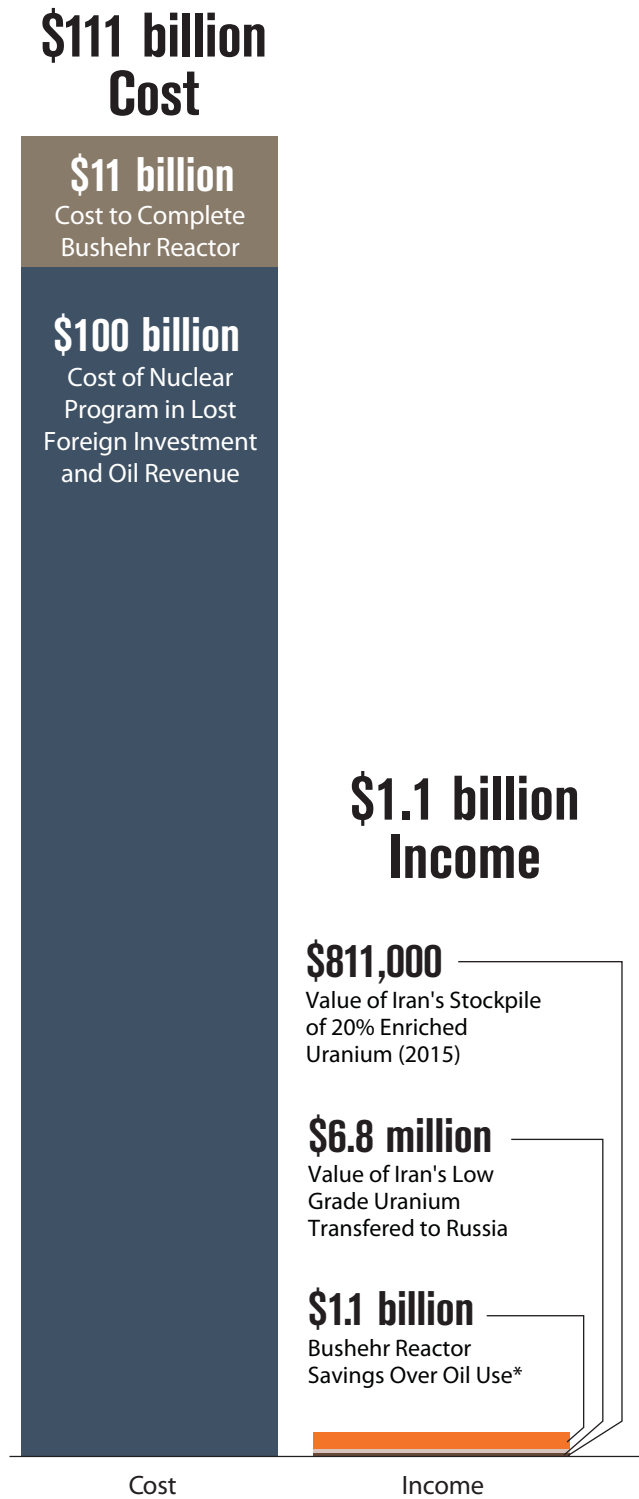 $111 billion
Cost
$11 billion
Cost to Complete
Bushehr Reactor
$100 billion
Cost of Nuclear
Program in Lost
Foreign Investment
and Oil Revenue
$1.1 billion
Income
$811,000
Value of Iran's Stockpile
of 20% Enriched
Uranium (2015)
$6.8 million
Value of Iran's Low
Grade Uranium
Transfered to Russia
$1.1 billion
Bushehr Reactor
Savings Over Oil Use*
Cost
Income